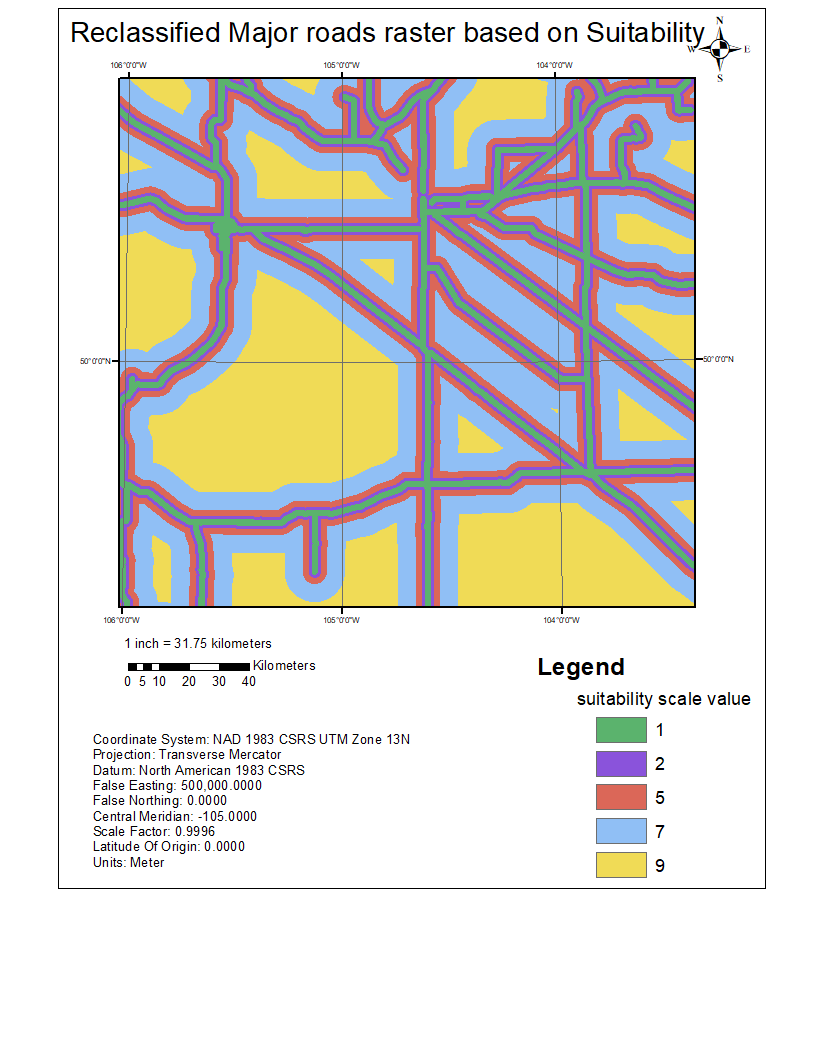 Reclassified Major roads raster based on Suitability
N
W E
S
106°0'0"W 105°0'0"W 104°0'0"W
50°0'0"N 50°0'0"N
106°0'0"W 105°0'0"W 104°0'0"W
1 inch = 31.75 kilometers
Kilometers
0 5 10 20 30 40
Legend
suitability scale value
1
2
5
7
9
Coordinate System: NAD 1983 CSRS UTM Zone 13N
Projection: Transverse Mercator
Datum: North American 1983 CSRS
False Easting: 500,000.0000
False Northing: 0.0000
Central Meridian: -105.0000
Scale Factor: 0.9996
Latitude Of Origin: 0.0000
Units: Meter